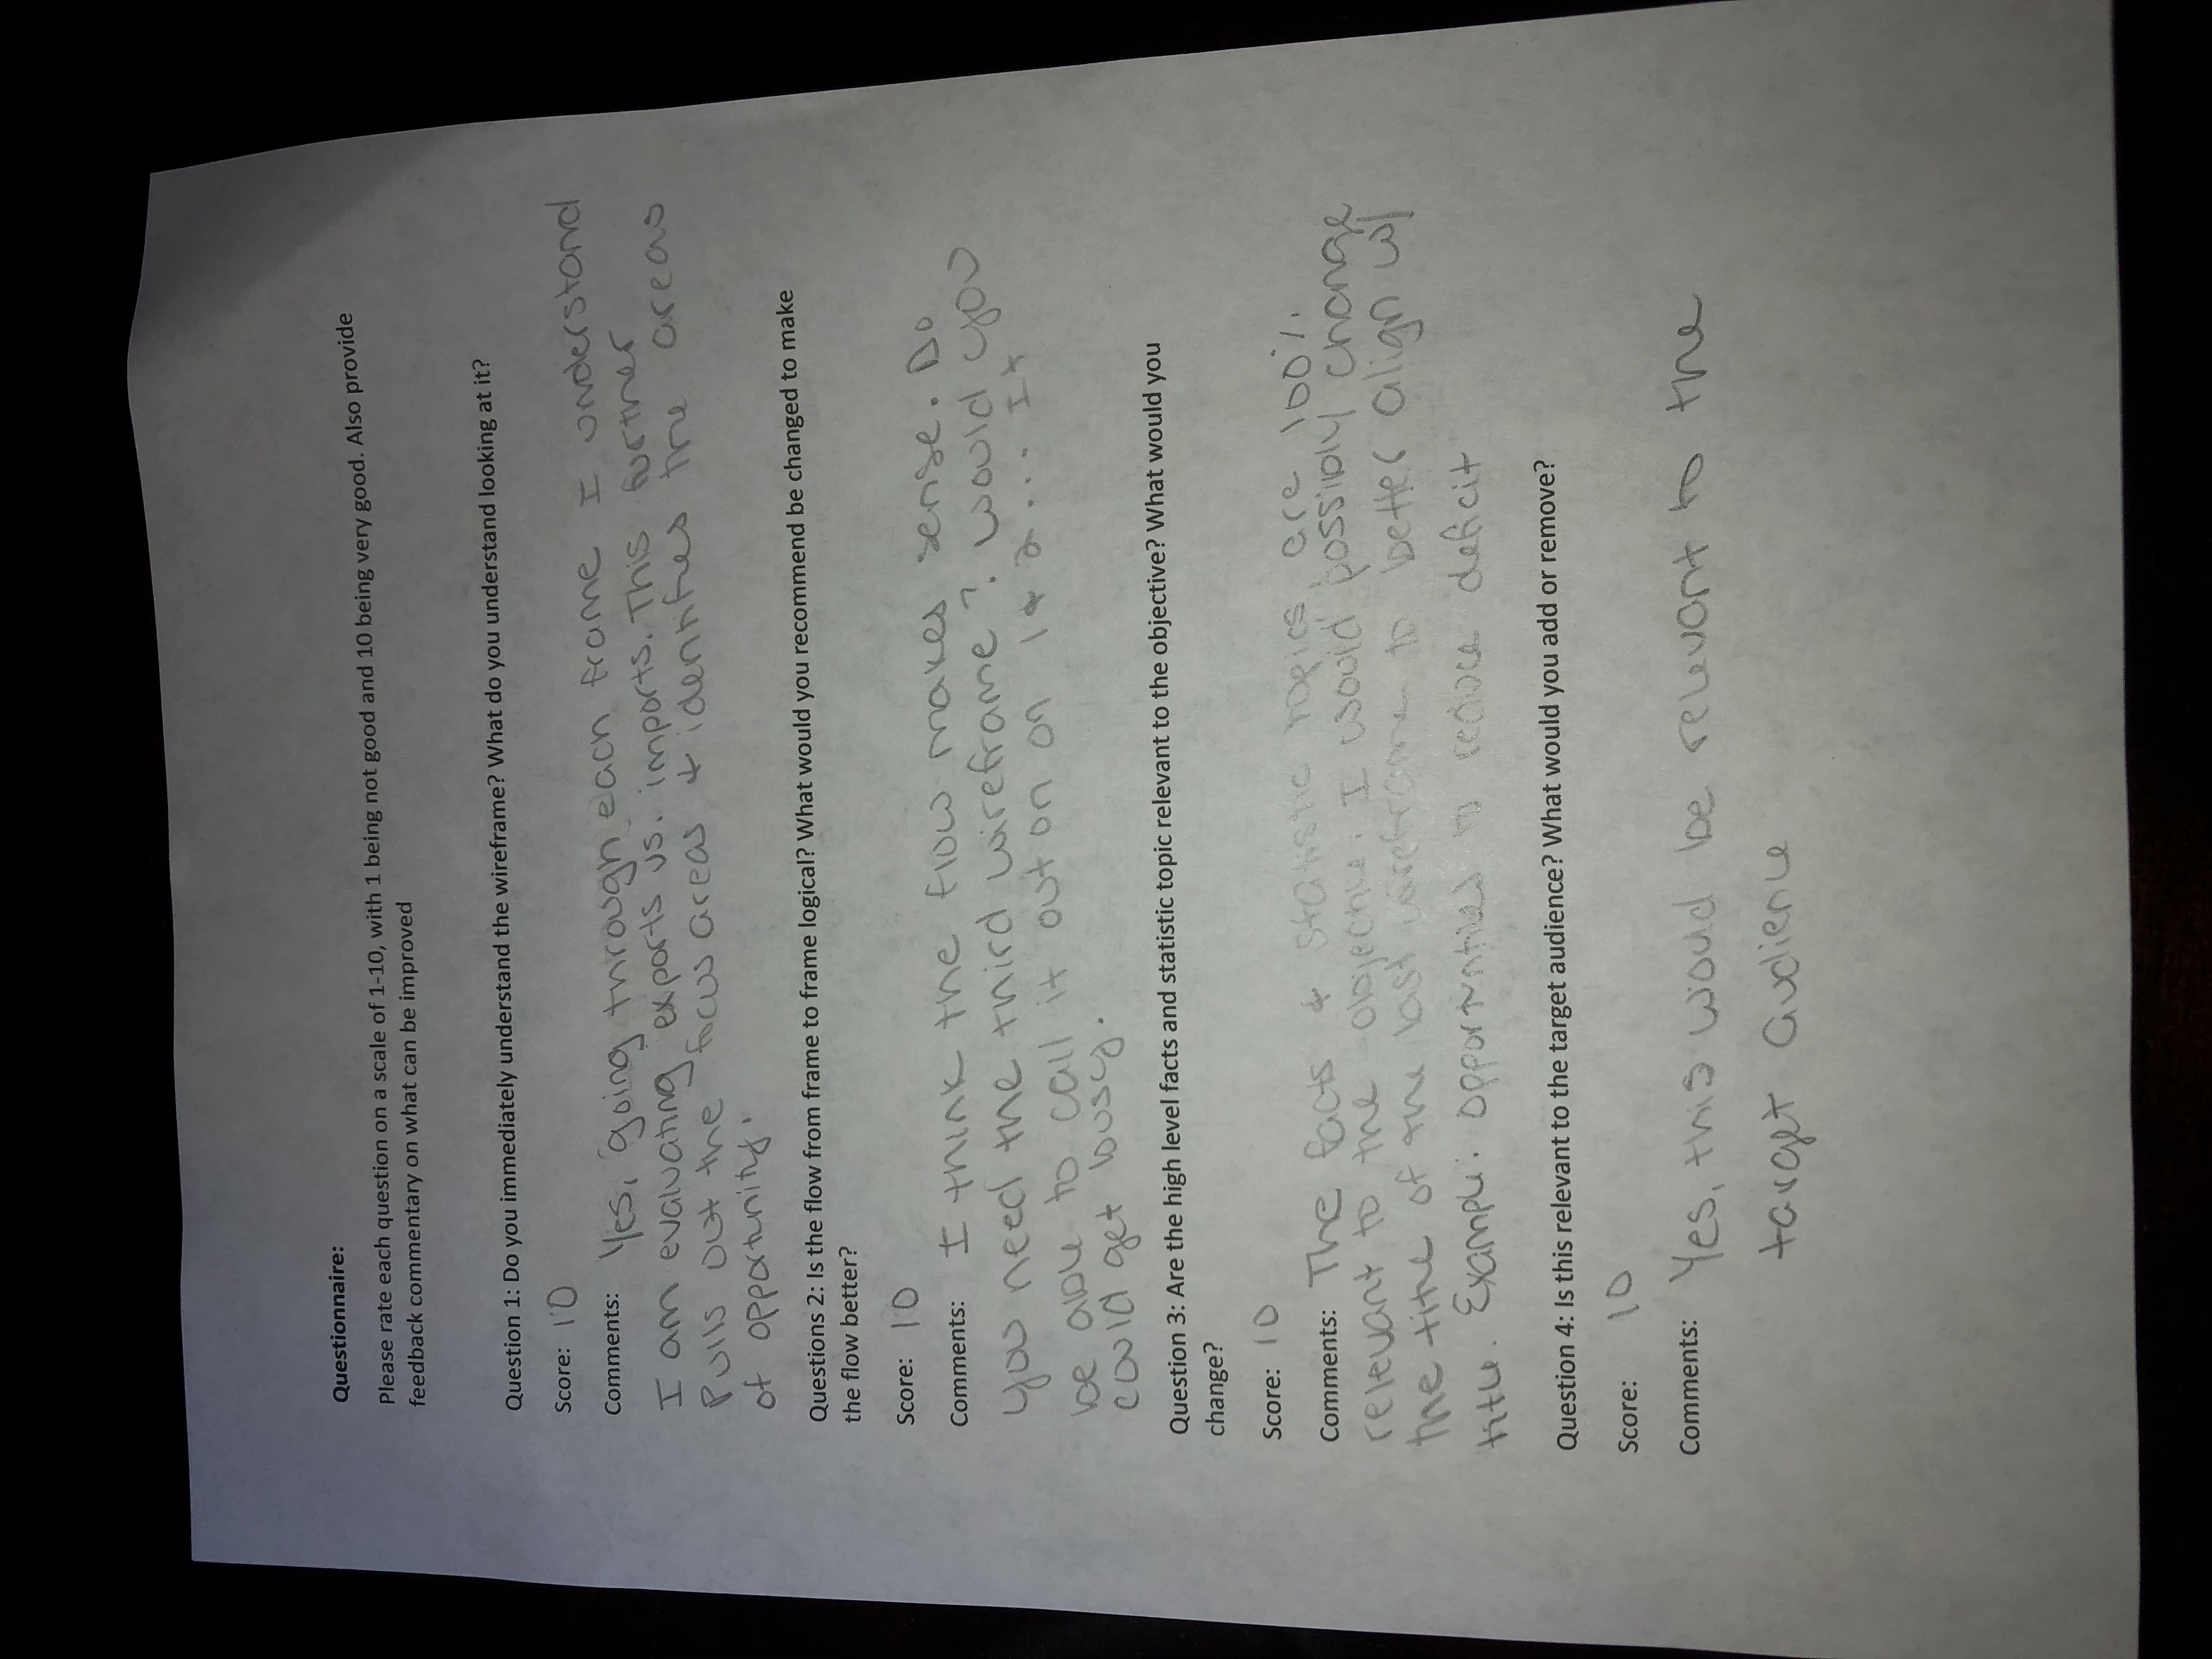 Questionnaire:
Please rate each question on a scale of 1-10, with 1 being not good and 10 being very good. Also provide
feedback commentary on what can be improved
Question 1: Do you immediately understand the wireframe? What do you understand looking at it?
Score: 10
Comments: Yes, going through each frame I understand
I am evaluating exports vs. imports. This further
Pulls out the focus areas & identifies the areas
of opportunity.
Questions 2: Is the flow from frame to frame logical? What would you recommend be changed to make
the flow better?
Score: 10
Comments: I think the flow makes sense. Do
you need the third wireframe? Would you
be able to call it out on on 1 & 2... It
could get busy.
Question 3: Are the high level facts and statistic topic relevant to the objective? What would you
change?
Score: 10
Comments: The facts & statistic topics are 100%
relevant to the objective. I would possibly change
the title of the last wireframe to better align w/
title. Example: opportunities to reduce deficit
Question 4: Is this relevant to the target audience? What would you add or remove?
Score: 10
Comments: Yes, this would be relevant to the
target audience